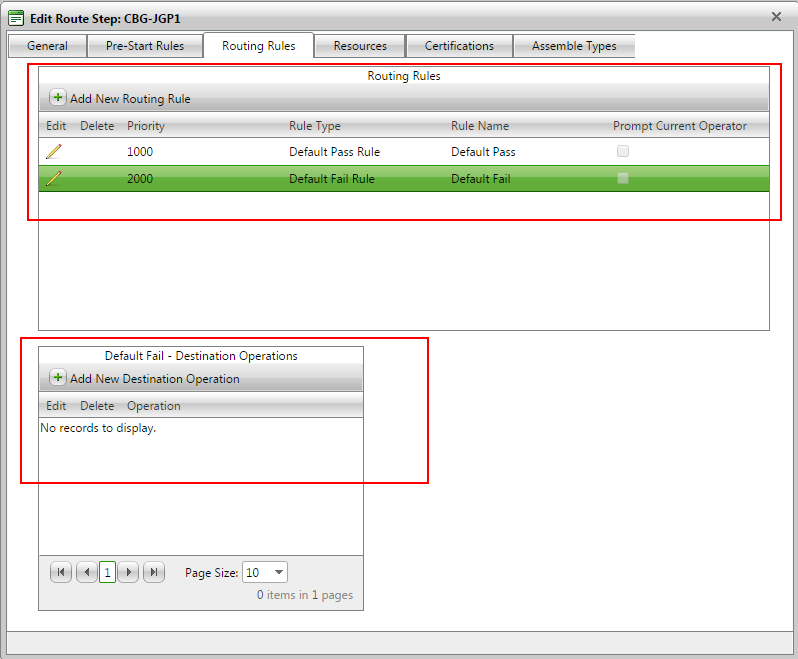 Edit Route Step: CBG-JGP1
General Pre-Start Rules Routing Rules Resources Certifications Assemble Types
Routing Rules
Add New Routing Rule
Edit Delete Priority Rule Type Rule Name Prompt Current Operator
1000 Default Pass Rule Default Pass
2000 Default Fail Rule Default Fail
Default Fail - Destination Operations
Add New Destination Operation
Edit Delete Operation
No records to display.
1 Page Size: 10
0 items in 1 pages